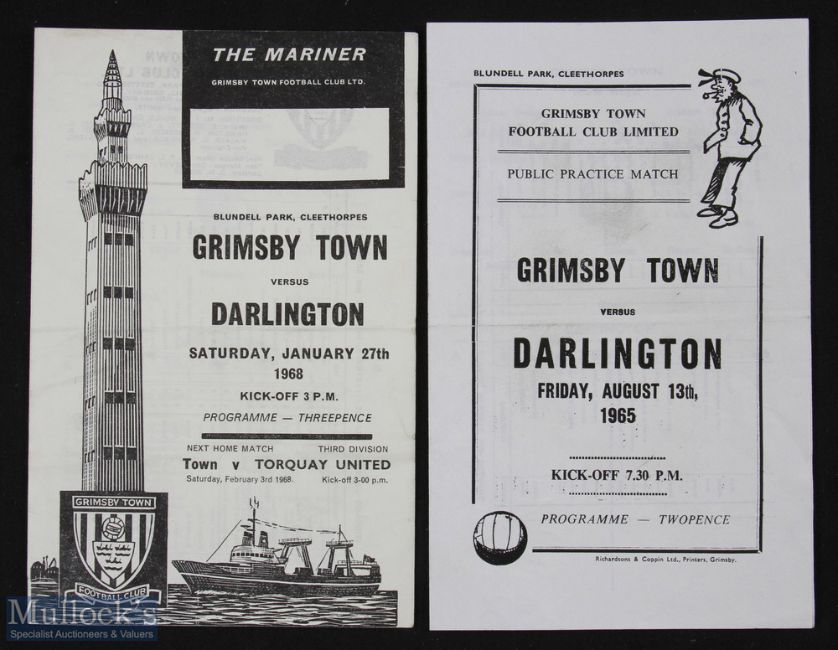 THE MARINER
GRIMSBY TOWN FOOTBALL CLUB LTD.
BLUNDELL PARK, CLEETHORPES
GRIMSBY TOWN
VERSUS
DARLINGTON
SATURDAY, JANUARY 27th
1968
KICK-OFF 3 P.M.
PROGRAMME — THREEPENCE
NEXT HOME MATCH THIRD DIVISION
Town v TORQUAY UNITED
Saturday, February 3rd 1968. Kick-off 3-00 p.m.
GRIMSBY TOWN
FOOTBALL CLUB
BLUNDELL PARK, CLEETHORPES
GRIMSBY TOWN
FOOTBALL CLUB LIMITED
PUBLIC PRACTICE MATCH
GRIMSBY TOWN
VERSUS
DARLINGTON
FRIDAY, AUGUST 13th,
1965
KICK-OFF 7.30 P.M.
PROGRAMME — TWOPENCE
Richardsons & Coppin Ltd., Printers, Grimsby.
Mullock's
Specialist Auctioneers & Valuers